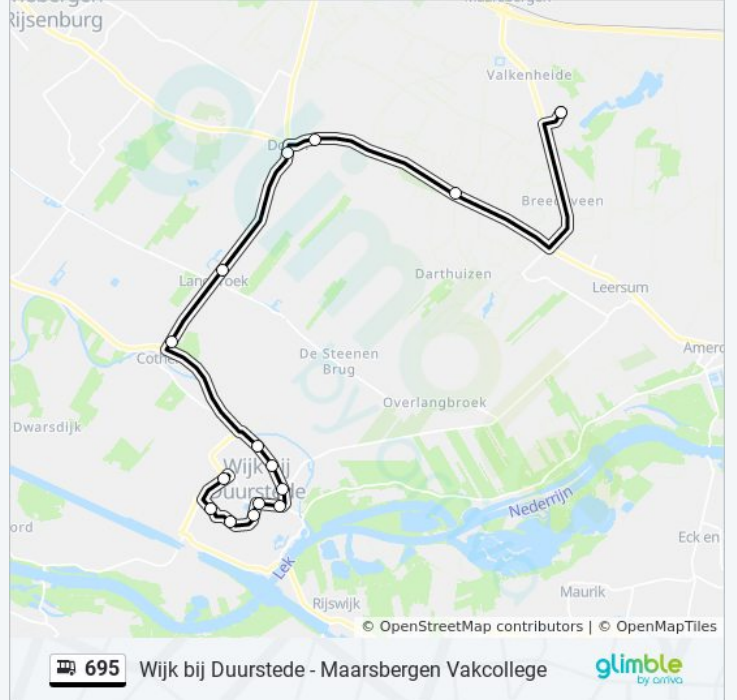 Rijsenburg
Valkenheide
Darthuizen
Leersum
De Steenen
Brug
Overlangbroek
Dwarsdijk
Wijk bij
Duurstede
Nederrijn
Eck en
Lek
Maurik
Rijswijk
© OpenStreetMap contributors | © OpenMapTiles
695 Wijk bij Duurstede - Maarsbergen Vakcollege
glimble
by arriva